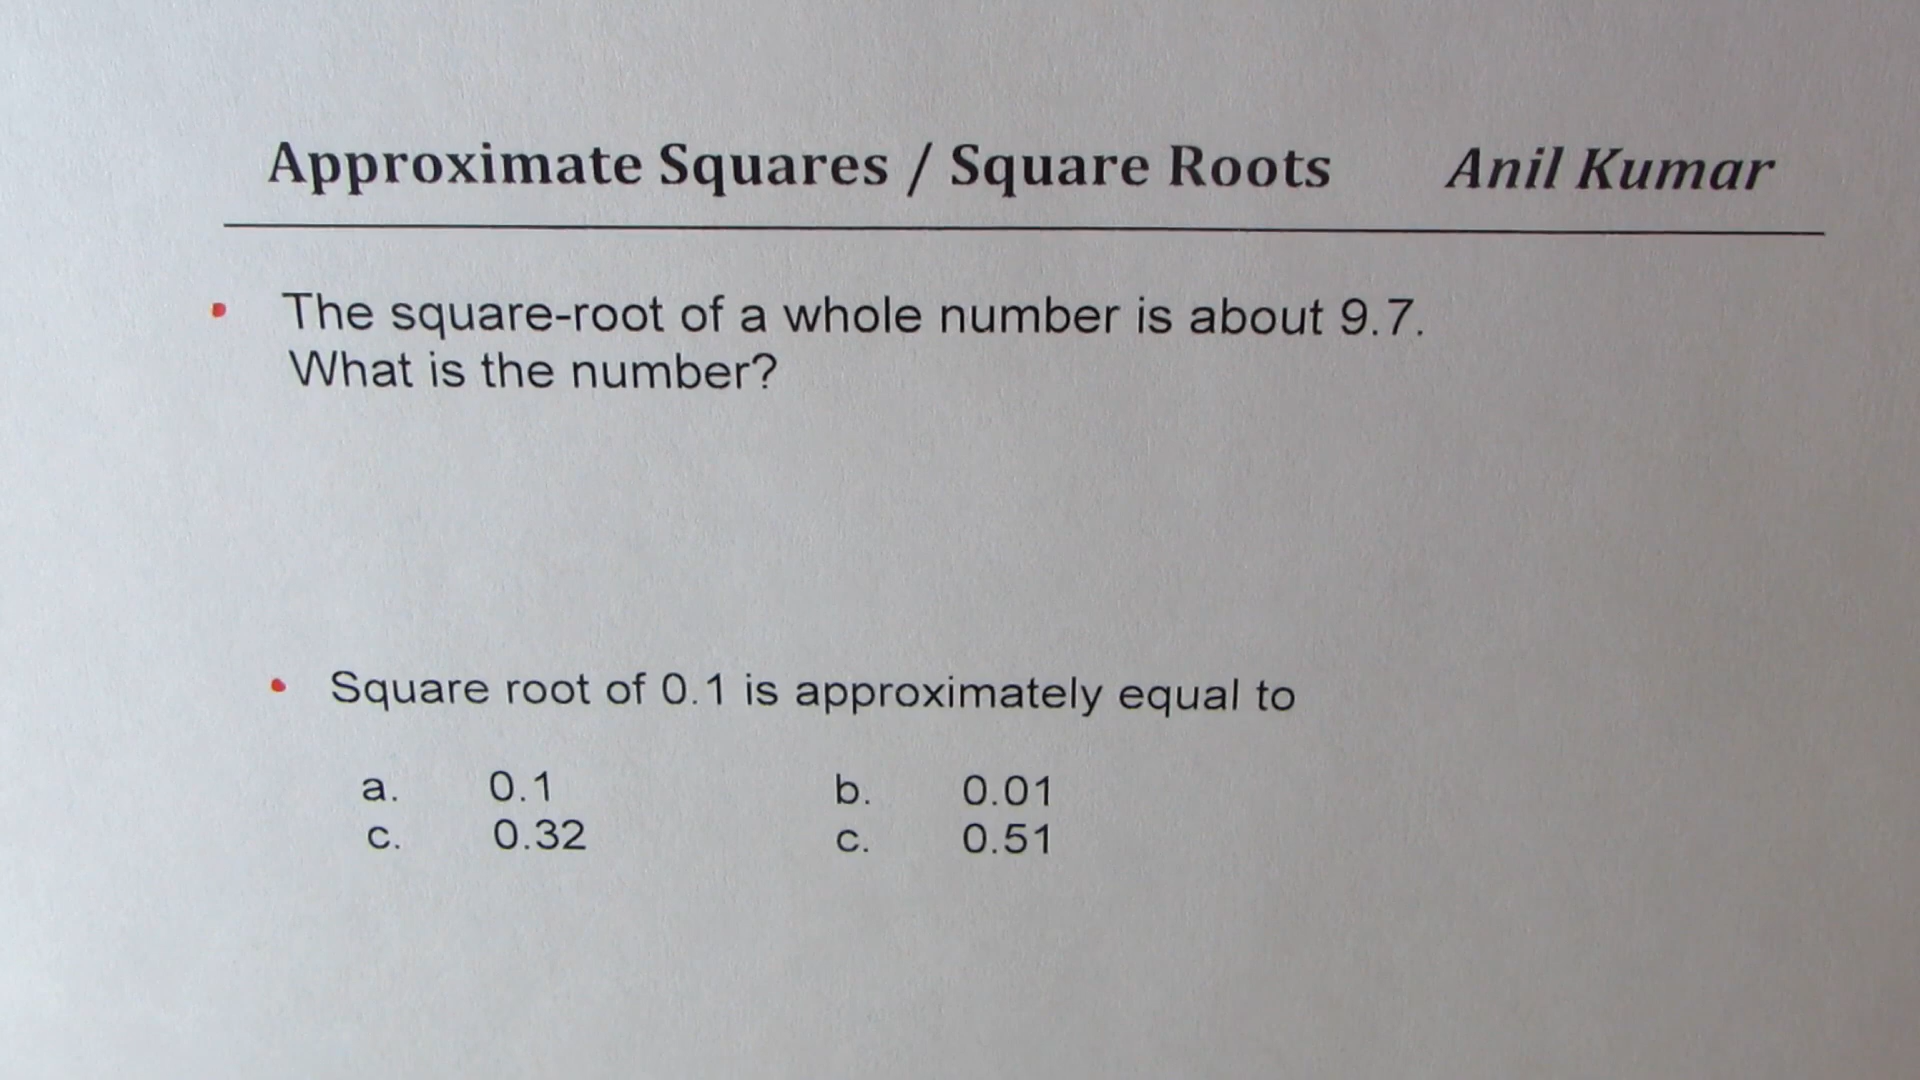 Approximate Squares / Square Roots Anil Kumar
• The square-root of a whole number is about 9.7.
What is the number?
• Square root of 0.1 is approximately equal to
a. 0.1 b. 0.01
c. 0.32 c. 0.51